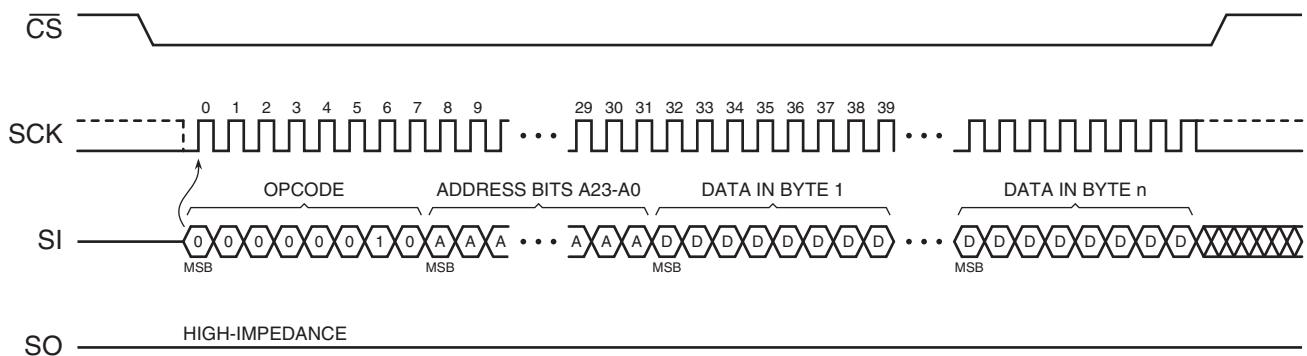 CS
0 1 2 3 4 5 6 7 8 9 29 30 31 32 33 34 35 36 37 38 39
SCK
OPCODE ADDRESS BITS A23-A0 DATA IN BYTE 1 DATA IN BYTE n
SI 0 0 0 0 0 0 1 0 A A A A A A D D D D D D D D D D D D D D D D
MSB MSB MSB MSB
HIGH-IMPEDANCE
SO